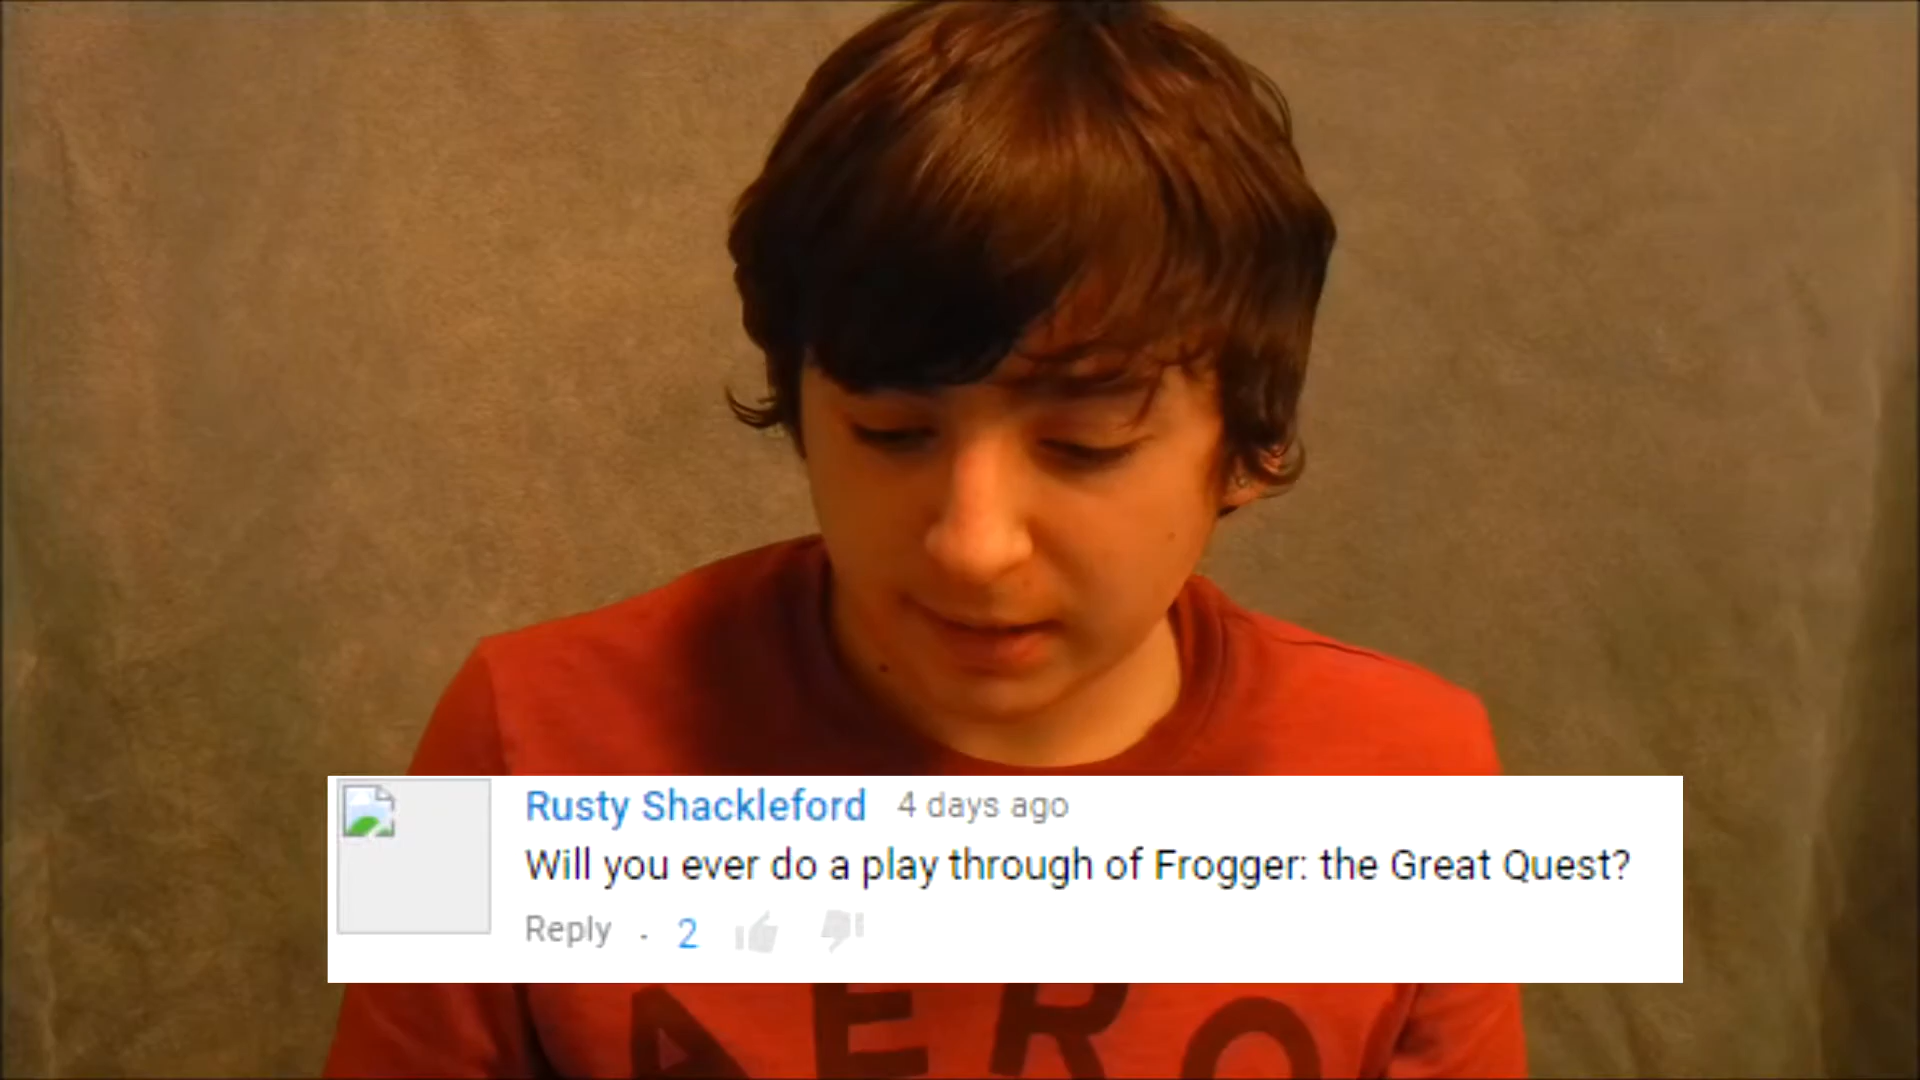 Rusty Shackleford 4 days ago
Will you ever do a play through of Frogger: the Great Quest?
Reply . 2
AERO